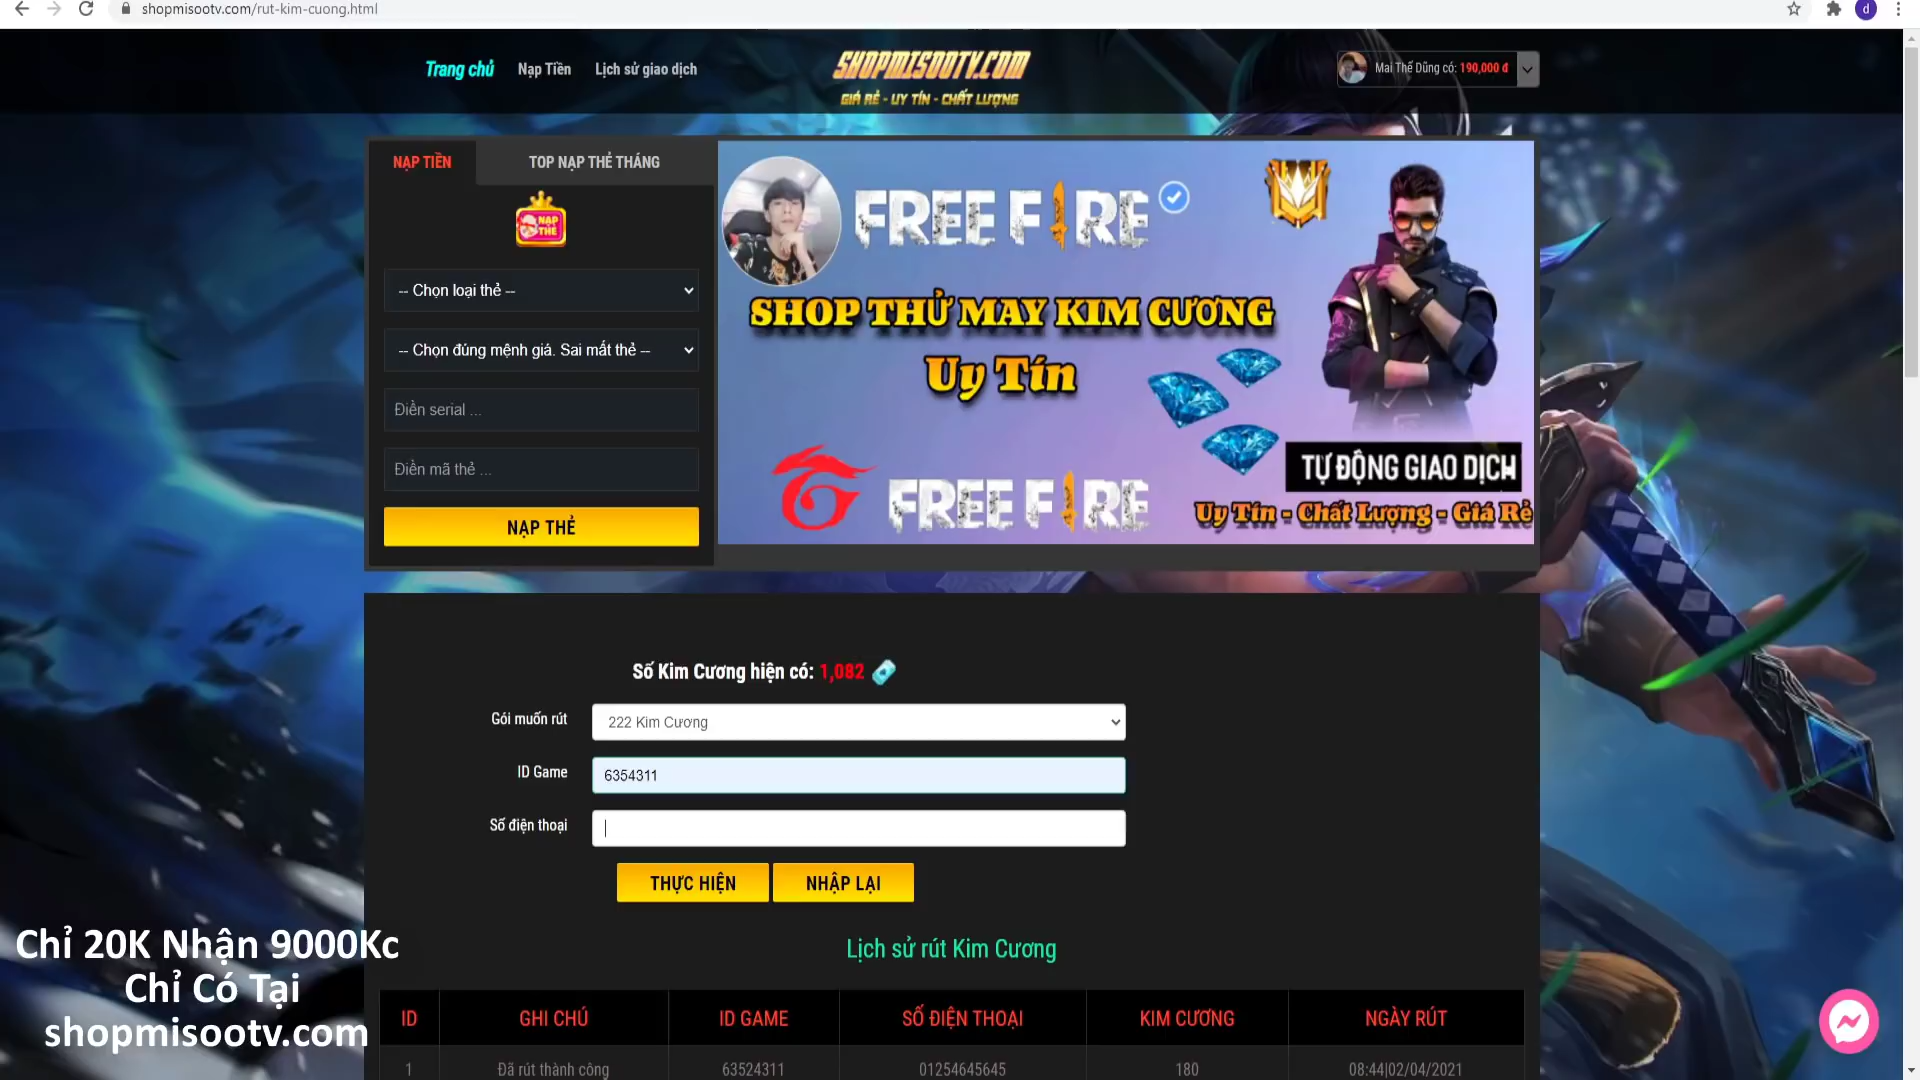 shopmisootv.com/rut-kim-cuong.html
d
Trang chủ
Nạp Tiền
Lịch sử giao dịch
SHOPMISOOTV.COM
GIÁ RẺ - UY TÍN - CHẤT LƯỢNG
Mai Thế Dũng có: 190,000 đ
NẠP TIỀN
TOP NẠP THẺ THÁNG
NẠP
THẺ
-- Chọn loại thẻ --
-- Chọn đúng mệnh giá. Sai mất thẻ --
Điền serial ...
Điền mã thẻ ...
NẠP THẺ
FREE FIRE
SHOP THỬ MAY KIM CƯƠNG
Uy Tín
TỰ ĐỘNG GIAO DỊCH
FREE FIRE
Uy Tín - Chất Lượng - Giá Rẻ
Số Kim Cương hiện có: 1,082
Gói muốn rút
222 Kim Cương
ID Game
6354311
Số điện thoại
THỰC HIỆN
NHẬP LẠI
Lịch sử rút Kim Cương
ID
GHI CHÚ
ID GAME
SỐ ĐIỆN THOẠI
KIM CƯƠNG
NGÀY RÚT
1
Đã rút thành công
63524311
01254645645
180
08:44|02/04/2021
Chỉ 20K Nhận 9000Kc
Chỉ Có Tại
shopmisootv.com